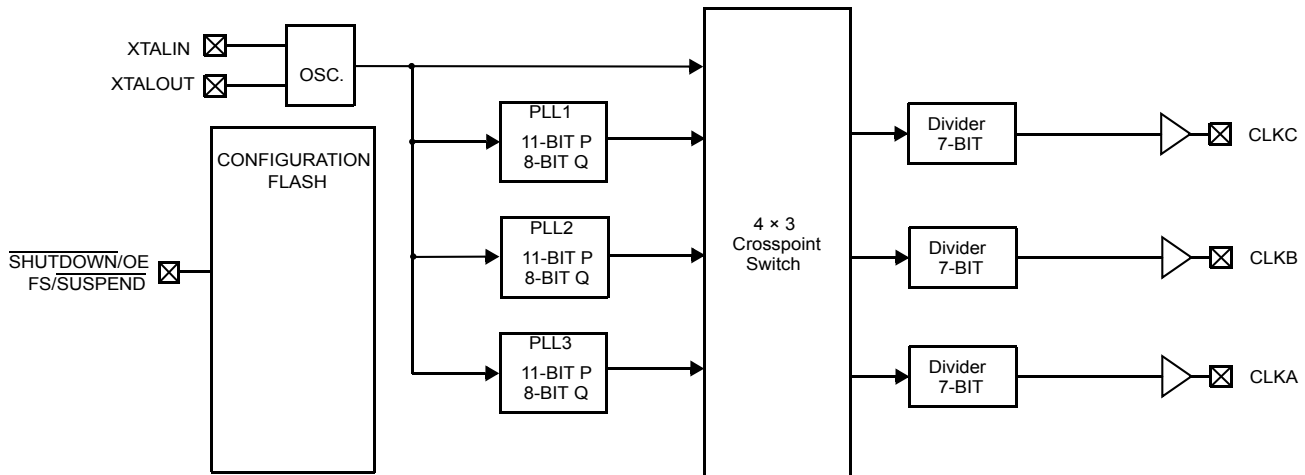 XTALIN
XTALOUT
OSC.
CONFIGURATION
FLASH
SHUTDOWN/OE
FS/SUSPEND
PLL1
11-BIT P
8-BIT Q
PLL2
11-BIT P
8-BIT Q
PLL3
11-BIT P
8-BIT Q
4 × 3
Crosspoint
Switch
Divider
7-BIT
CLKC
Divider
7-BIT
CLKB
Divider
7-BIT
CLKA